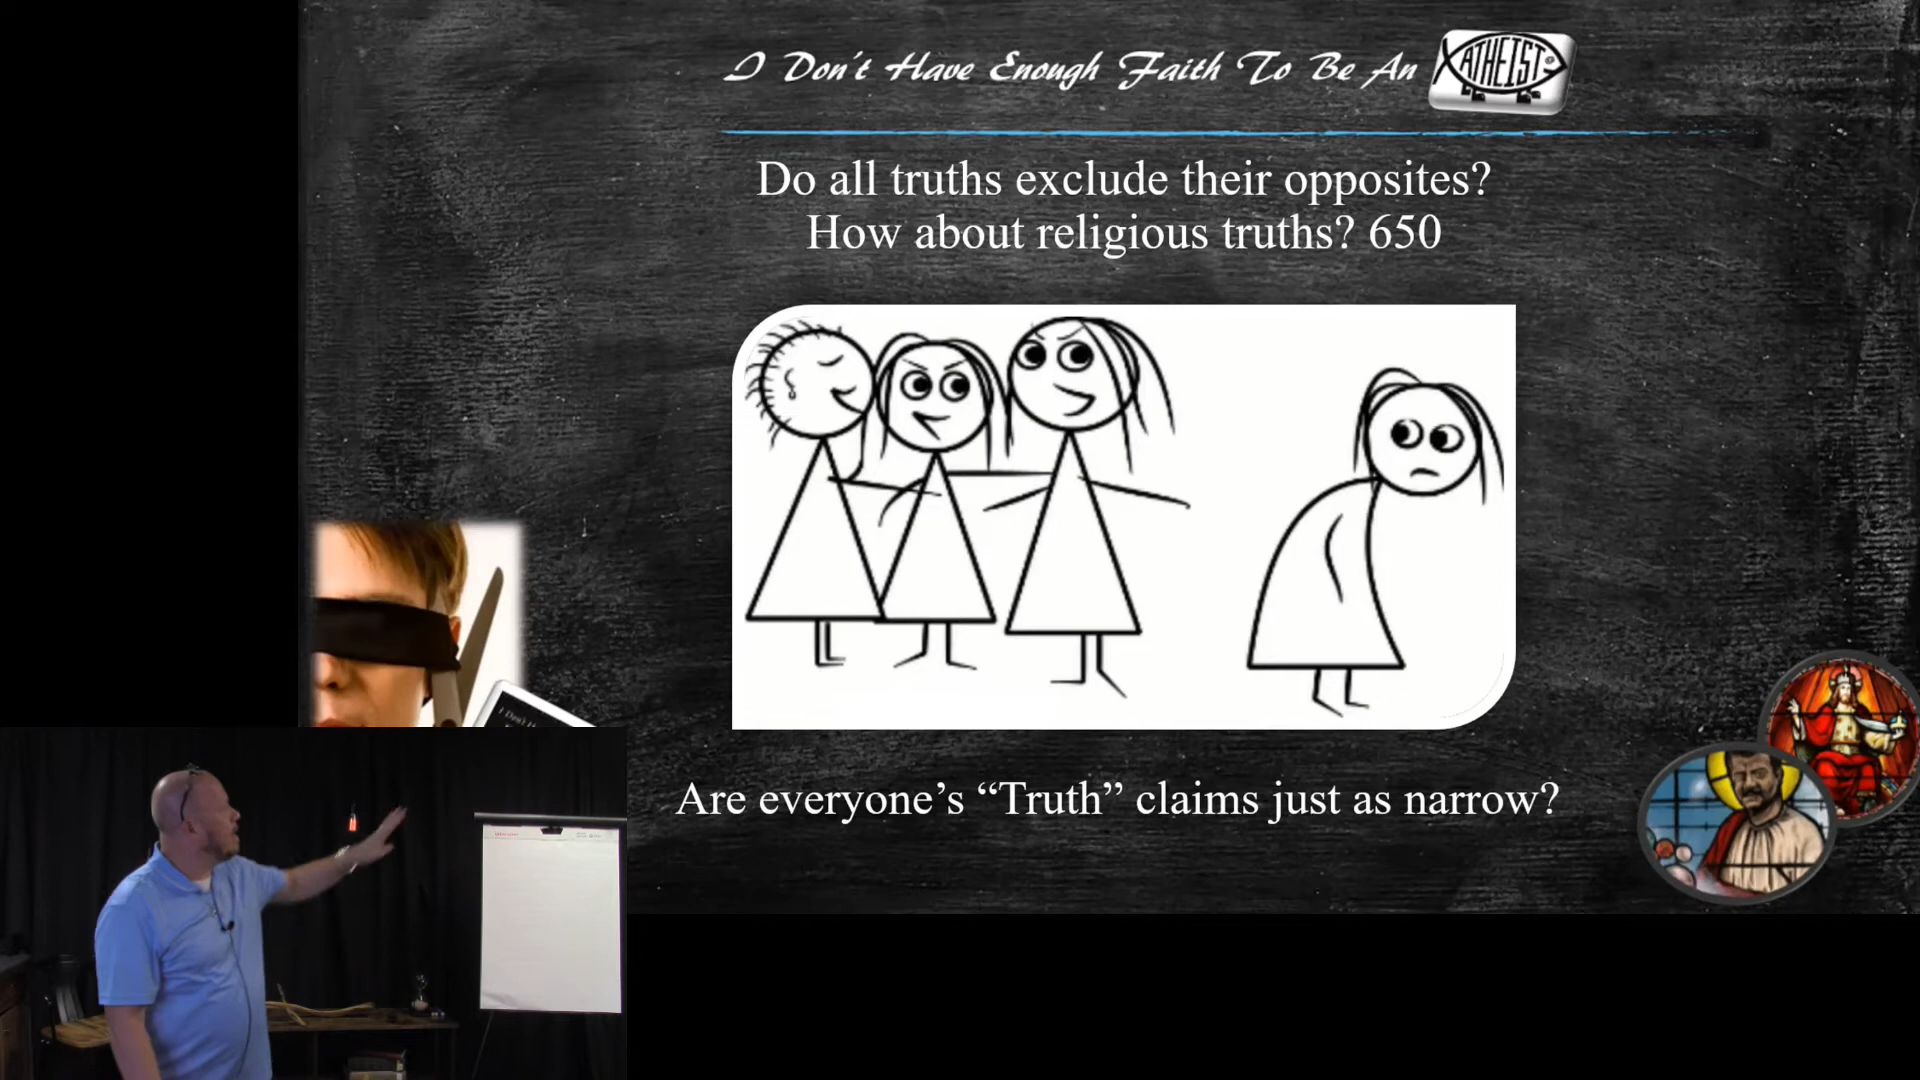 I Don't Have Enough Faith To Be An
ATHEIST
Do all truths exclude their opposites?
How about religious truths? 650
I Don't H
Are everyone's “Truth” claims just as narrow?